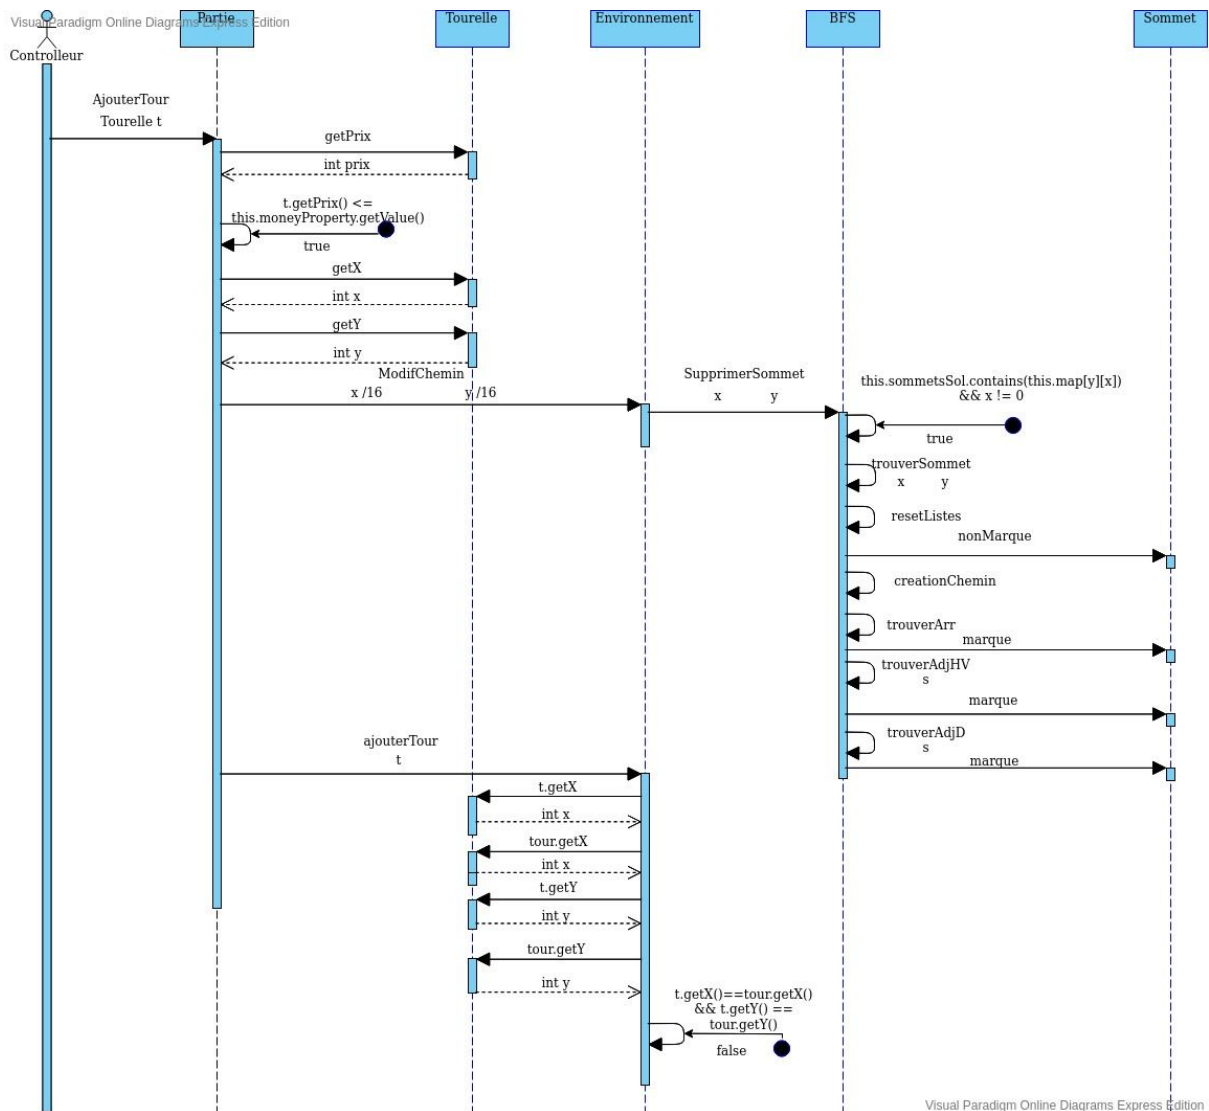 Visual Paradigm Online Diagrams Express Edition
Controlleur
Partie
Tourelle
Environnement
BFS
Sommet
AjouterTour
Tourelle t
getPrix
int prix
t.getPrix() <=
this.moneyProperty.getValue()
true
getX
int x
getY
int y
ModifChemin
x /16 y /16
SupprimerSommet
x y
this.sommetsSol.contains(this.map[y][x])
&& x != 0
true
trouverSommet
x y
resetListes
nonMarque
creationChemin
trouverArr
marque
trouverAdjHV
s
marque
trouverAdjD
s
marque
ajouterTour
t
t.getX
int x
tour.getX
int x
t.getY
int y
tour.getY
int y
t.getX()==tour.getX()
&& t.getY() ==
tour.getY()
false
Visual Paradigm Online Diagrams Express Edition